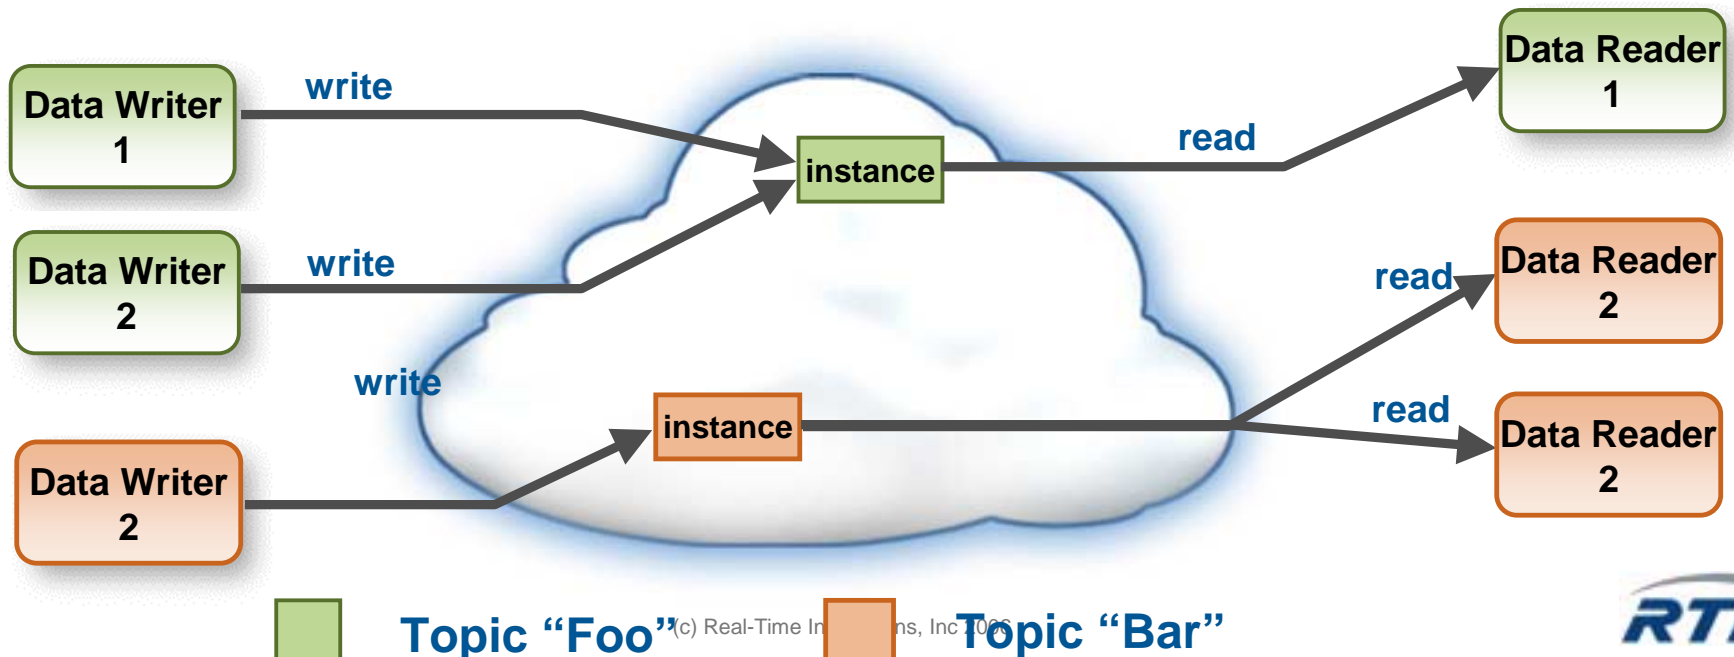 Data Writer
1
write
instance
read
Data Reader
1
Data Writer
2
write
read
Data Reader
2
write
instance
read
Data Reader
2
Data Writer
2
Topic “Foo”
(c) Real-Time In ns, Inc
Topic “Bar”